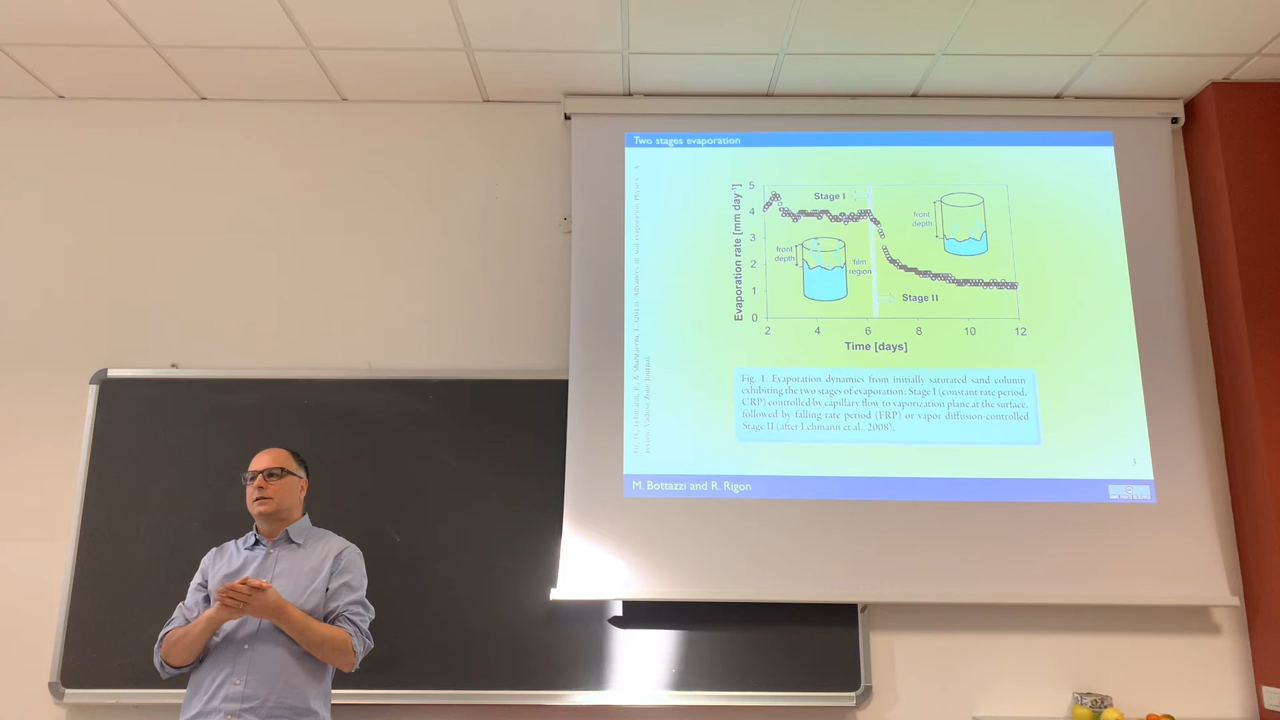 Two stages evaporation
Evaporation rate [mm day-1]
5
4
3
2
1
0
Stage I
front
depth
film
region
front
depth
Stage II
2
4
6
8
10
12
Time [days]
Fig. 1. Evaporation dynamics from initially saturated sand column
exhibiting the two stages of evaporation: Stage I (constant rate period,
CRP) controlled by capillary flow to vaporization plane at the surface,
followed by falling rate period (FRP) or vapor diffusion-controlled
Stage II (after Lehmann et al., 2008).
M. Bottazzi and R. Rigon